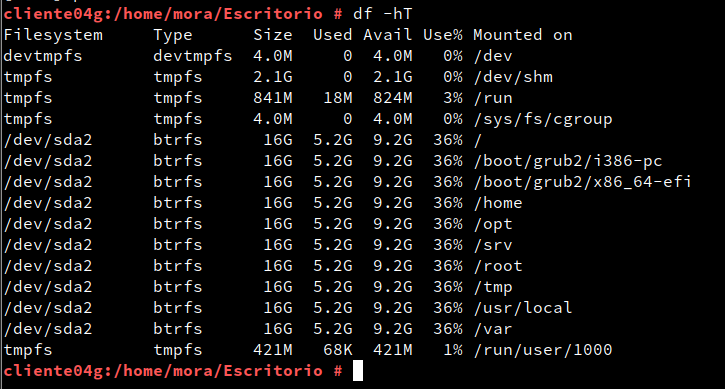 cliente04g:/home/mora/Escritorio # df -hT
Filesystem     Type      Size  Used Avail Use% Mounted on
devtmpfs       devtmpfs  4.0M     0  4.0M   0% /dev
tmpfs          tmpfs     2.1G     0  2.1G   0% /dev/shm
tmpfs          tmpfs     841M   18M  824M   3% /run
tmpfs          tmpfs     4.0M     0  4.0M   0% /sys/fs/cgroup
/dev/sda2      btrfs      16G  5.2G  9.2G  36% /
/dev/sda2      btrfs      16G  5.2G  9.2G  36% /boot/grub2/i386-pc
/dev/sda2      btrfs      16G  5.2G  9.2G  36% /boot/grub2/x86_64-efi
/dev/sda2      btrfs      16G  5.2G  9.2G  36% /home
/dev/sda2      btrfs      16G  5.2G  9.2G  36% /opt
/dev/sda2      btrfs      16G  5.2G  9.2G  36% /srv
/dev/sda2      btrfs      16G  5.2G  9.2G  36% /root
/dev/sda2      btrfs      16G  5.2G  9.2G  36% /tmp
/dev/sda2      btrfs      16G  5.2G  9.2G  36% /usr/local
/dev/sda2      btrfs      16G  5.2G  9.2G  36% /var
tmpfs          tmpfs     421M   68K  421M   1% /run/user/1000
cliente04g:/home/mora/Escritorio #